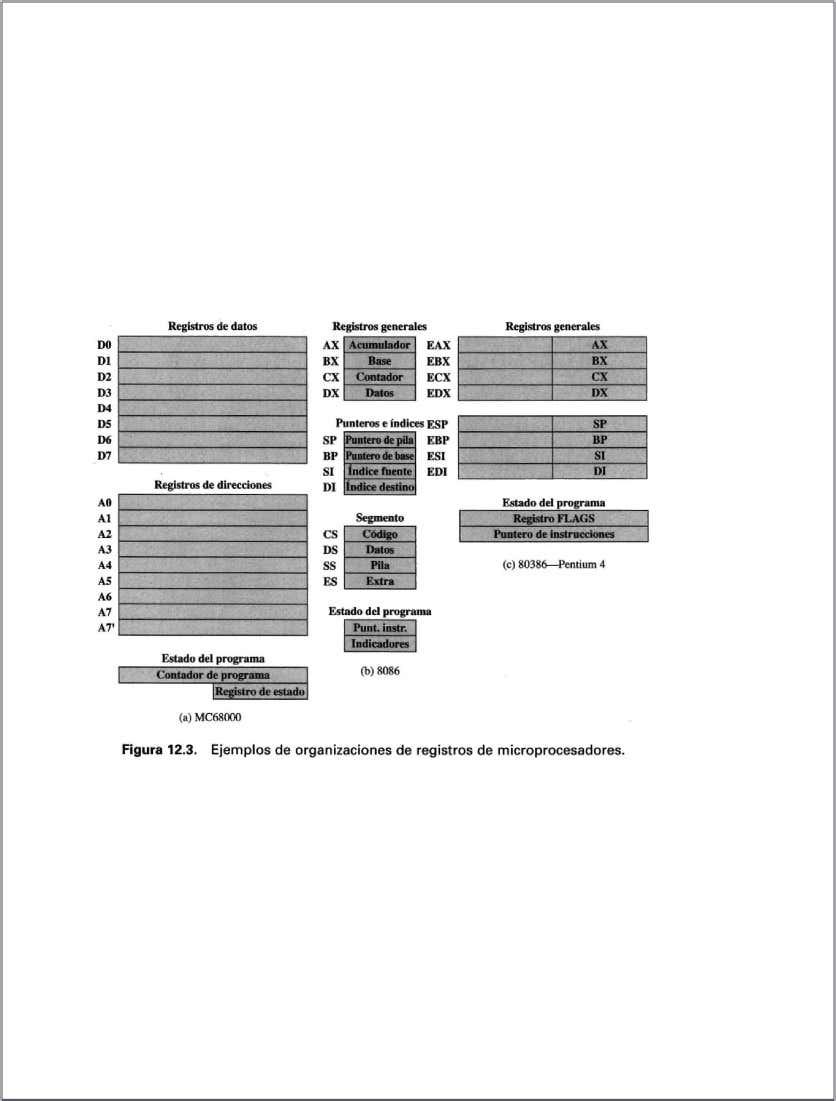 Registros de datos
D0
D1
D2
D3
D4
D5
D6
D7
Registros de direcciones
A0
A1
A2
A3
A4
A5
A6
A7
A7'
Estado del programa
Contador de programa
Registro de estado
(a) MC68000
Registros generales
AX Acumulador
BX Base
CX Contador
DX Datos
Punteros e índices
SP Puntero de pila
BP Puntero de base
SI Índice fuente
DI Índice destino
Segmento
CS Código
DS Datos
SS Pila
ES Extra
Estado del programa
Punt. instr.
Indicadores
(b) 8086
Registros generales
EAX AX
EBX BX
ECX CX
EDX DX
ESP SP
EBP BP
ESI SI
EDI DI
Estado del programa
Registro FLAGS
Puntero de instrucciones
(c) 80386—Pentium 4
Figura 12.3. Ejemplos de organizaciones de registros de microprocesadores.